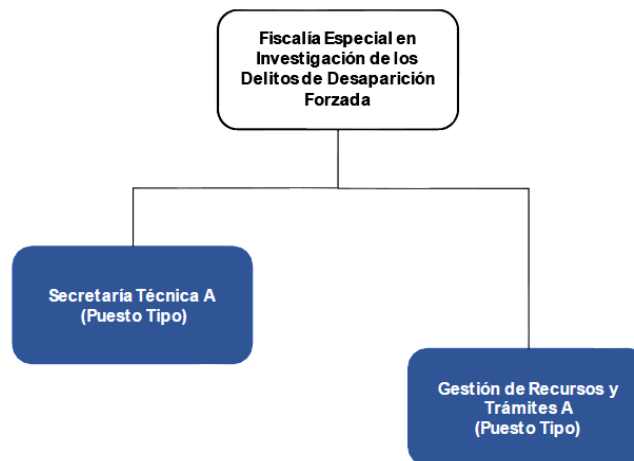 Fiscalía Especial en
Investigación de los
Delitos de Desaparición
Forzada
Secretaría Técnica A
(Puesto Tipo)
Gestión de Recursos y
Trámites A
(Puesto Tipo)